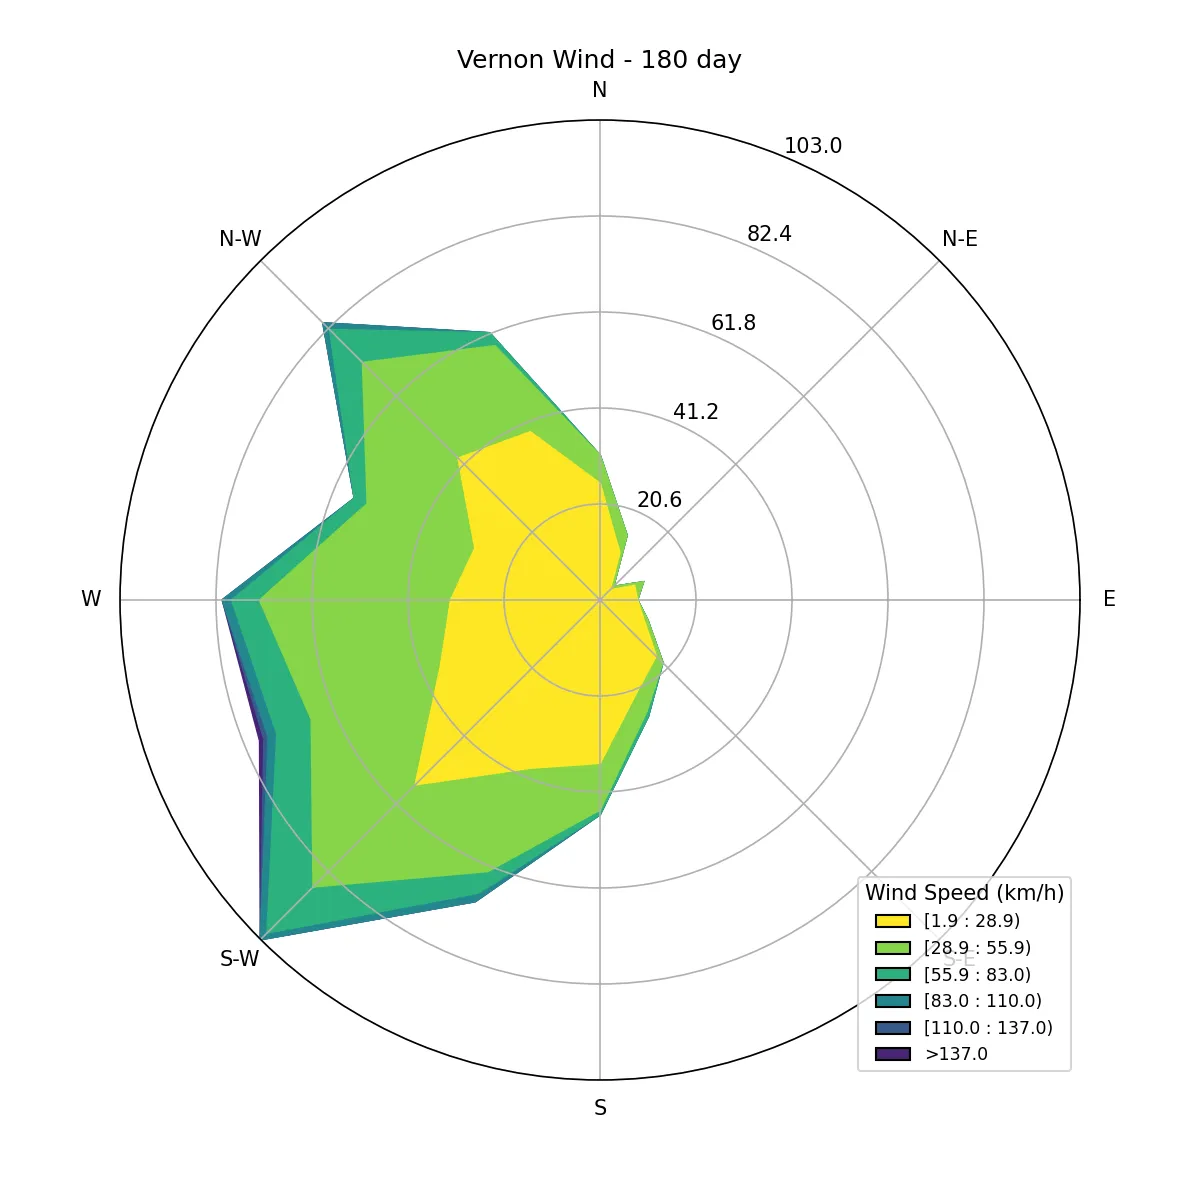 Vernon Wind - 180 day
N
103.0
82.4
N-W
N-E
61.8
41.2
20.6
W
E
Wind Speed (km/h)
[1.9 : 28.9)
[28.9 : 55.9)
S-W
S-E
[55.9 : 83.0)
[83.0 : 110.0)
[110.0 : 137.0)
>137.0
S